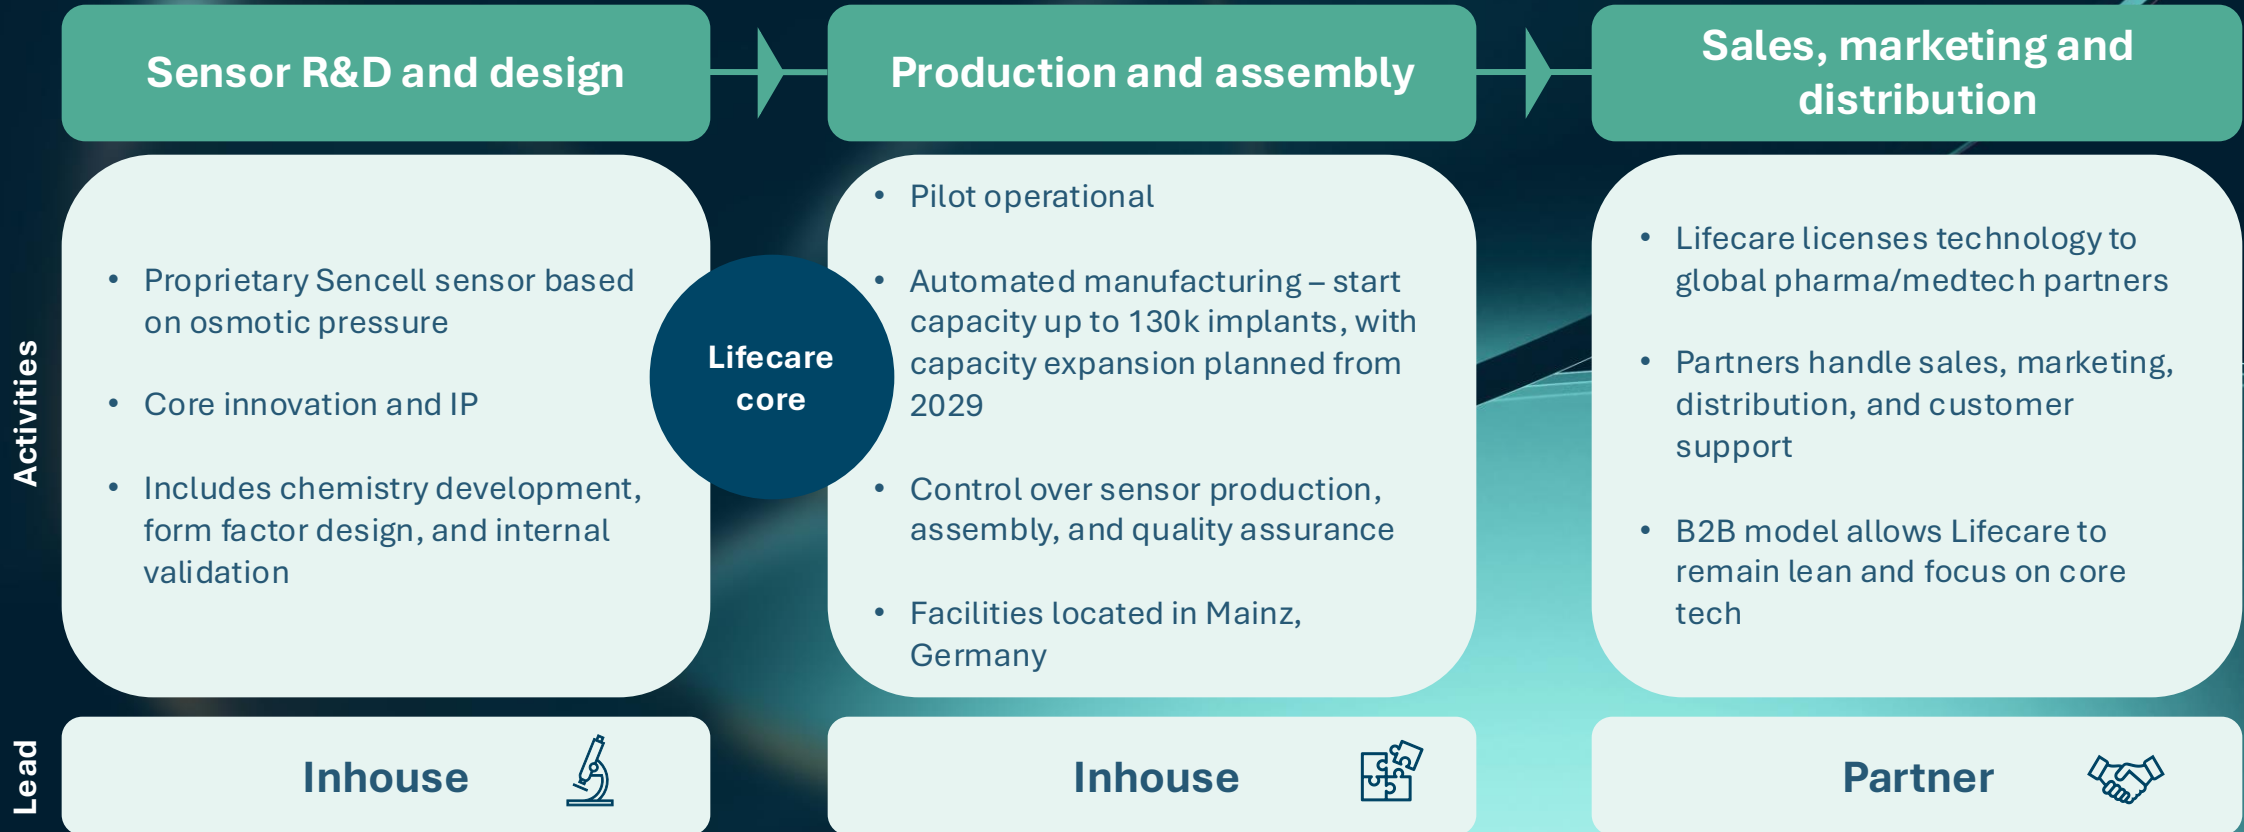 Sensor R&D and design
Production and assembly
Sales, marketing and
distribution
Activities
• Proprietary Sencell sensor based
on osmotic pressure
• Core innovation and IP
• Includes chemistry development,
form factor design, and internal
validation
Lifecare
core
• Pilot operational
• Automated manufacturing – start
capacity up to 130k implants, with
capacity expansion planned from
2029
• Control over sensor production,
assembly, and quality assurance
• Facilities located in Mainz,
Germany
• Lifecare licenses technology to
global pharma/medtech partners
• Partners handle sales, marketing,
distribution, and customer
support
• B2B model allows Lifecare to
remain lean and focus on core
tech
Lead
Inhouse
Inhouse
Partner